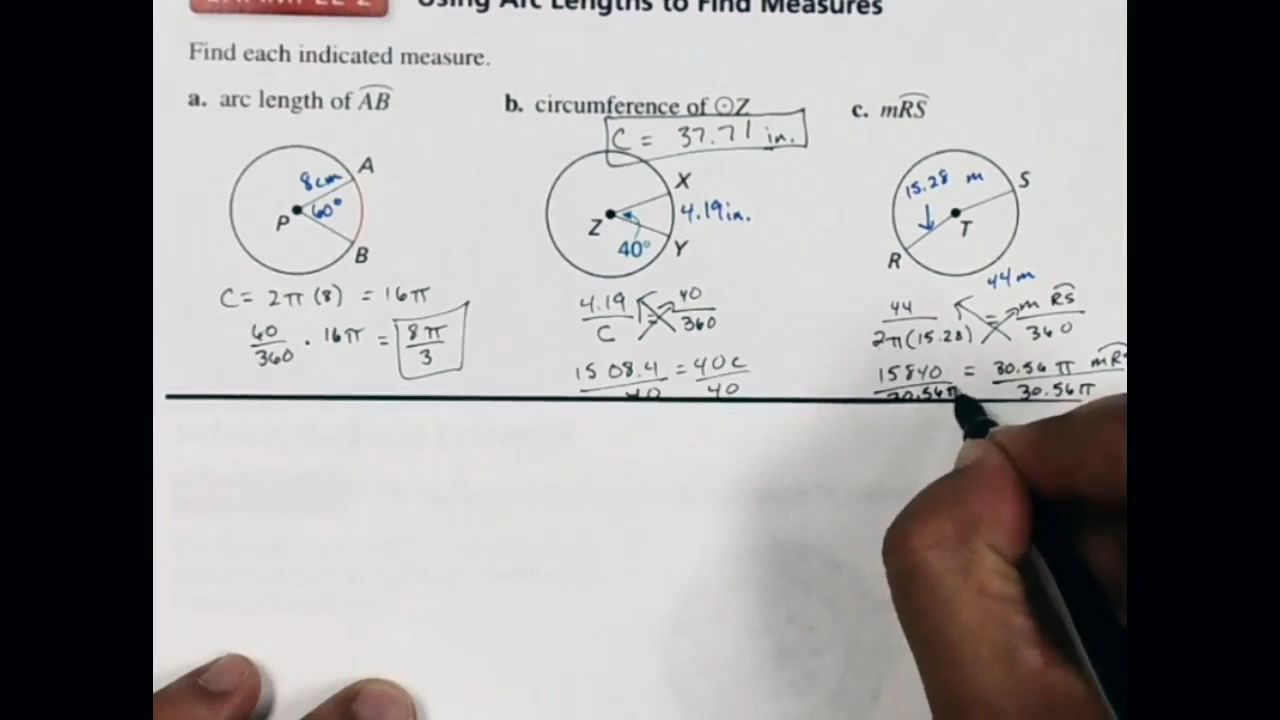 Using Arc Lengths to Find Measures
Find each indicated measure.
a. arc length of AB
8cm
60°
A
P
B
C = 2π (8) = 16π
60/360 · 16π = 8π/3
b. circumference of ⊙Z
C = 37.71 in.
X
4.19in.
Z
40°
Y
4.19/C = 40/360
1508.4/40 = 40C/40
c. mRS
15.28 m
S
T
R
44 m
44/2π(15.28) = m RS/360
15840/30.56π = 30.56 π mRS/30.56π